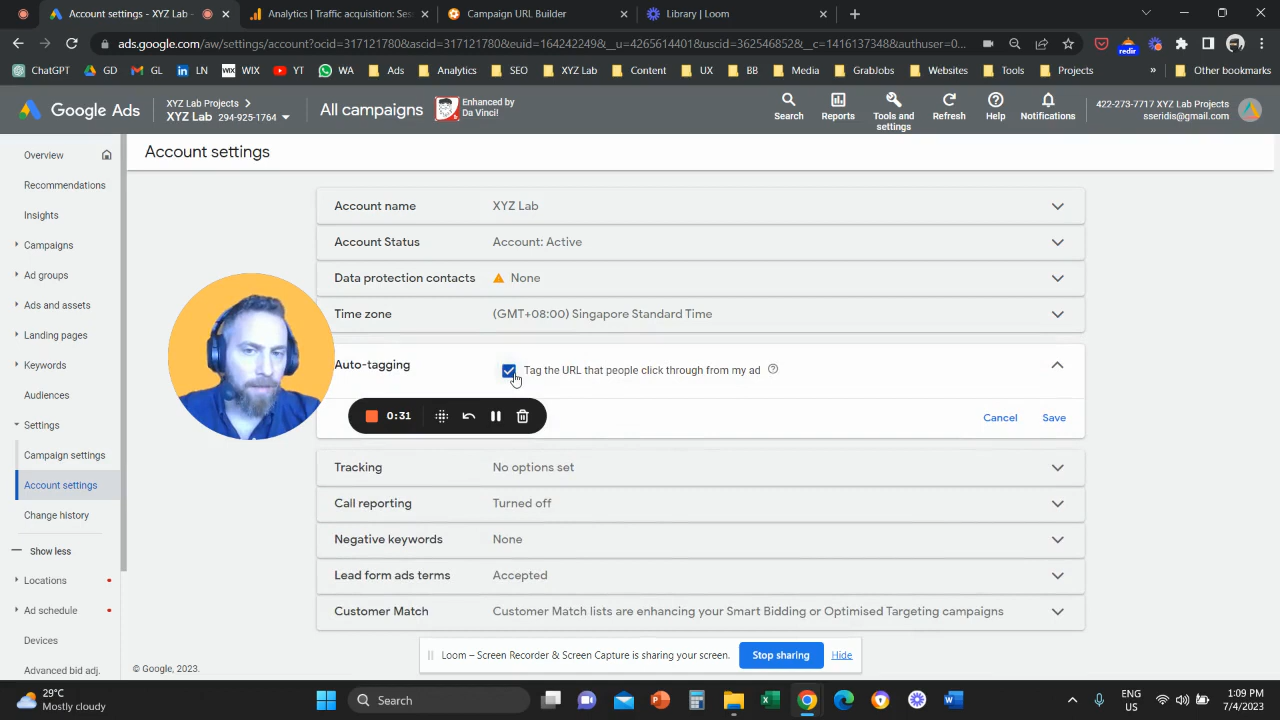 Account settings - XYZ Lab
Analytics | Traffic acquisition: Ses
Campaign URL Builder
Library | Loom
ads.google.com/aw/settings/account?ocid=317121780&ascid=317121780&euid=164242249&__u=4265614401&uscid=362546852&__c=1416137348&authuser=0...
redir
ChatGPT
GD
GL
LN
WIX
WIX
YT
WA
Ads
Analytics
SEO
XYZ Lab
Content
UX
BB
Media
GrabJobs
Websites
Tools
Projects
»
Other bookmarks
Google Ads
XYZ Lab Projects
XYZ Lab 294-925-1764
All campaigns
Enhanced by
Da Vinci!
Search
Reports
Tools and
settings
Refresh
Help
Notifications
422-273-7717 XYZ Lab Projects
sseridis@gmail.com
Overview
Recommendations
Insights
Campaigns
Ad groups
Ads and assets
Landing pages
Keywords
Audiences
Settings
Campaign settings
Account settings
Change history
Show less
Locations
Ad schedule
Devices
Advanced bid adj.
Account settings
Account name XYZ Lab
Account Status Account: Active
Data protection contacts None
Time zone (GMT+08:00) Singapore Standard Time
Auto-tagging Tag the URL that people click through from my ad
0:31
Cancel Save
Tracking No options set
Call reporting Turned off
Negative keywords None
Lead form ads terms Accepted
Customer Match Customer Match lists are enhancing your Smart Bidding or Optimised Targeting campaigns
Loom – Screen Recorder & Screen Capture is sharing your screen.
Stop sharing
Hide
© Google, 2023.
29°C
Mostly cloudy
Search
ENG
US
1:09 PM
7/4/2023